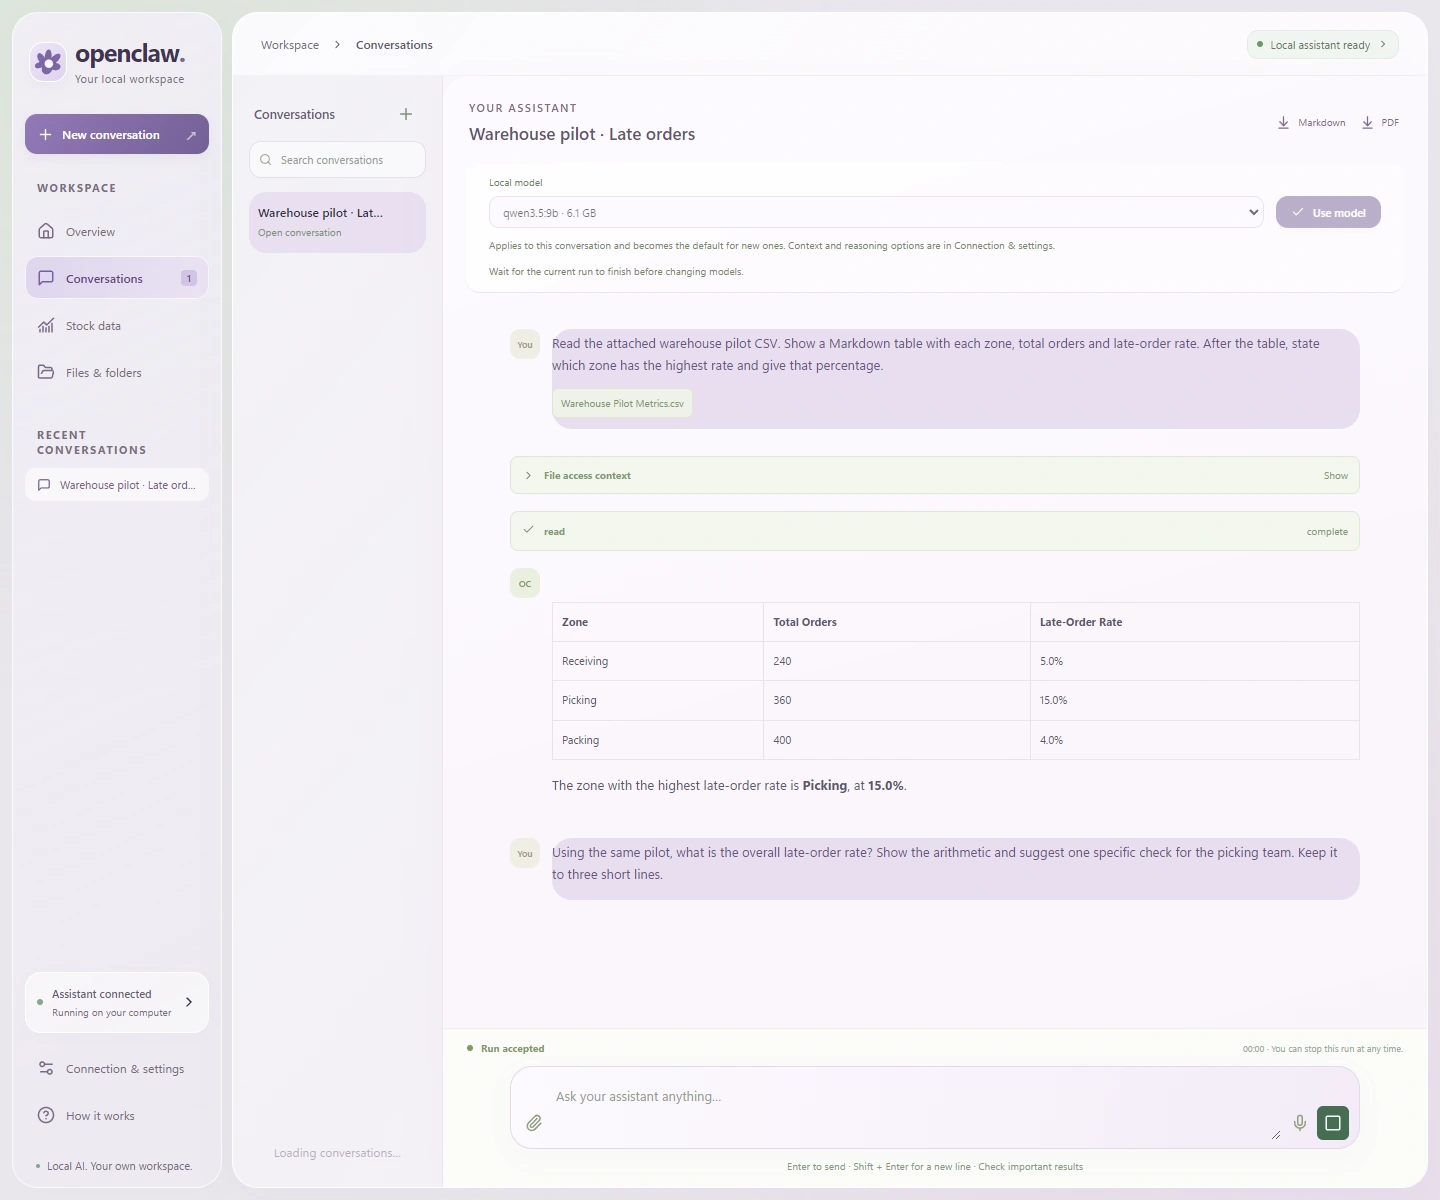 openclaw.
Your local workspace
New conversation
WORKSPACE
Overview
Conversations 1
Stock data
Files & folders
RECENT
CONVERSATIONS
Warehouse pilot · Late ord...
Assistant connected
Running on your computer
Connection & settings
How it works
Local AI. Your own workspace.
Workspace Conversations
Local assistant ready
Conversations
Search conversations
Warehouse pilot · Lat...
Open conversation
Loading conversations...
YOUR ASSISTANT
Warehouse pilot · Late orders
Markdown PDF
Local model
qwen3.5:9b · 6.1 GB
Use model
Applies to this conversation and becomes the default for new ones. Context and reasoning options are in Connection & settings.
Wait for the current run to finish before changing models.
You
Read the attached warehouse pilot CSV. Show a Markdown table with each zone, total orders and late-order rate. After the table, state
which zone has the highest rate and give that percentage.
Warehouse Pilot Metrics.csv
File access context Show
read complete
OC
Zone Total Orders Late-Order Rate
Receiving 240 5.0%
Picking 360 15.0%
Packing 400 4.0%
The zone with the highest late-order rate is Picking, at 15.0%.
You
Using the same pilot, what is the overall late-order rate? Show the arithmetic and suggest one specific check for the picking team. Keep it
to three short lines.
Run accepted 00:00 · You can stop this run at any time.
Ask your assistant anything...
Enter to send · Shift + Enter for a new line · Check important results